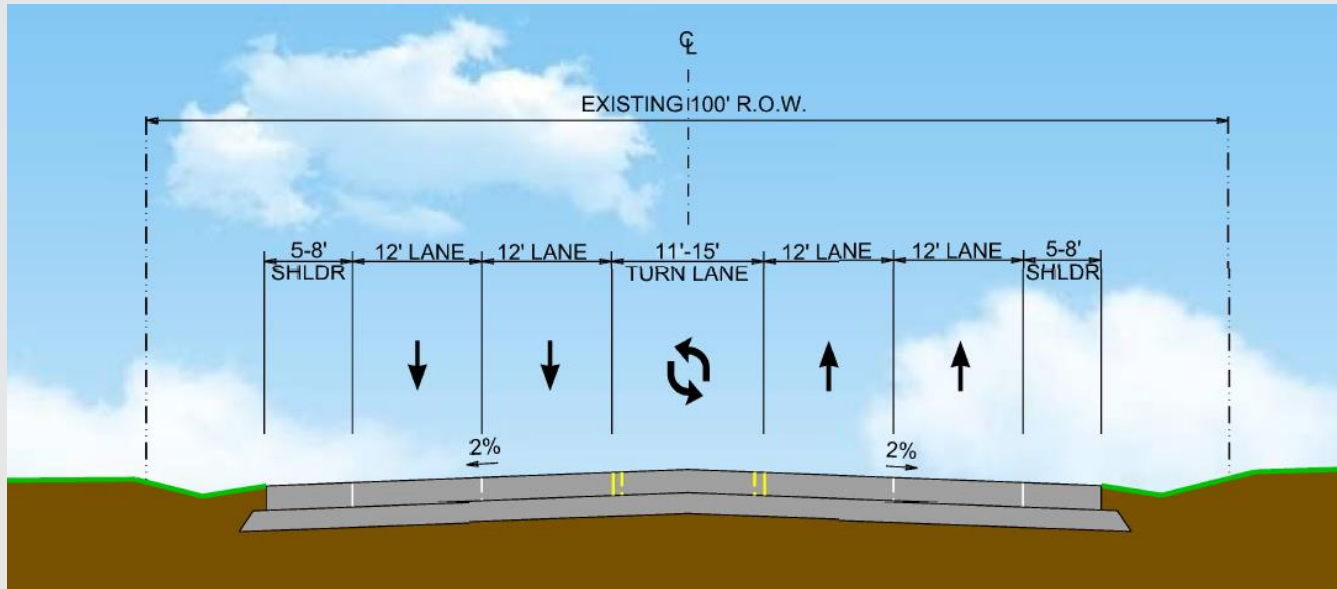 ℄
EXISTING 100' R.O.W.
5-8' 12' LANE 12' LANE 11'-15' 12' LANE 12' LANE 5-8'
SHLDR TURN LANE SHLDR
2% 2%